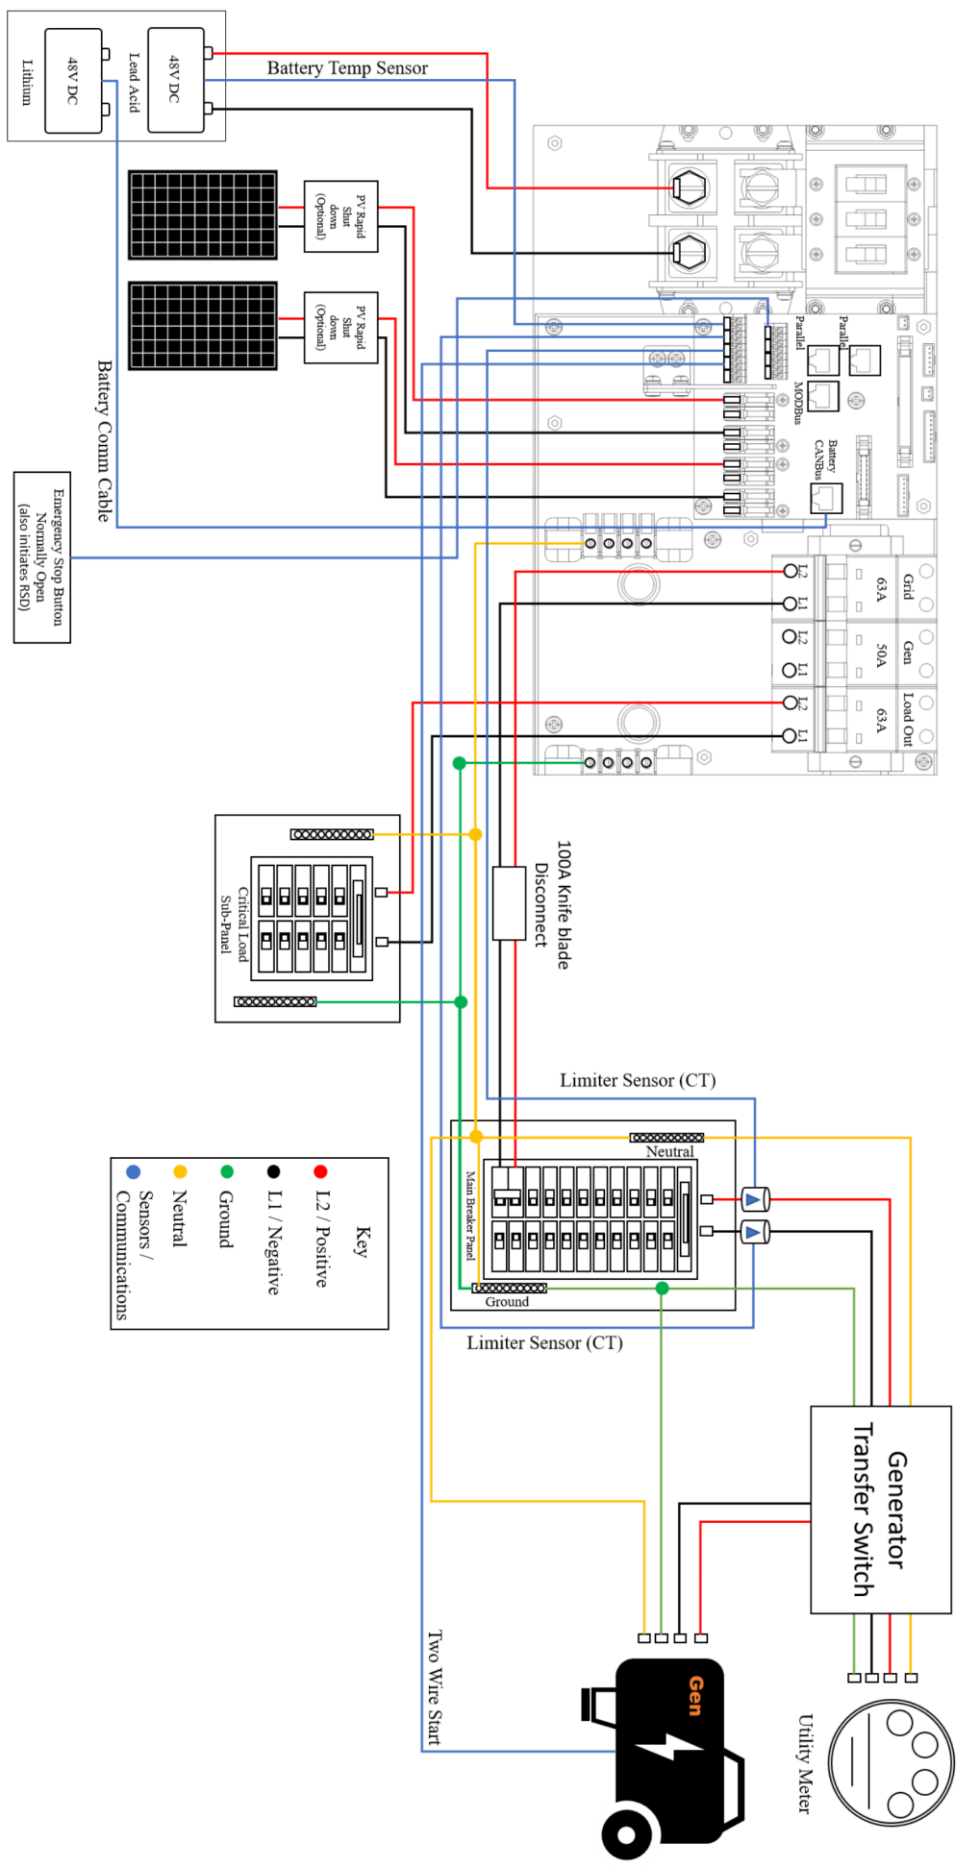 Battery Temp Sensor
48V DC
Lead Acid
48V DC
Lithium
PV Rapid
Shut
down
(Optional)
PV Rapid
Shut
down
(Optional)
Battery Comm Cable
Emergency Stop Button
Normally Open
(also initiates RSD)
Parallel
Parallel
MODBus
Battery
CANBus
Grid
63A
L2
L1
Gen
50A
L2
L1
Load Out
63A
L2
L1
100A Knife blade
Disconnect
Critical Load
Sub-Panel
Limiter Sensor (CT)
Neutral
Main Breaker Panel
Ground
Limiter Sensor (CT)
Key
L2 / Positive
L1 / Negative
Ground
Neutral
Sensors /
Communications
Generator
Transfer Switch
Two Wire Start
Gen
Utility Meter